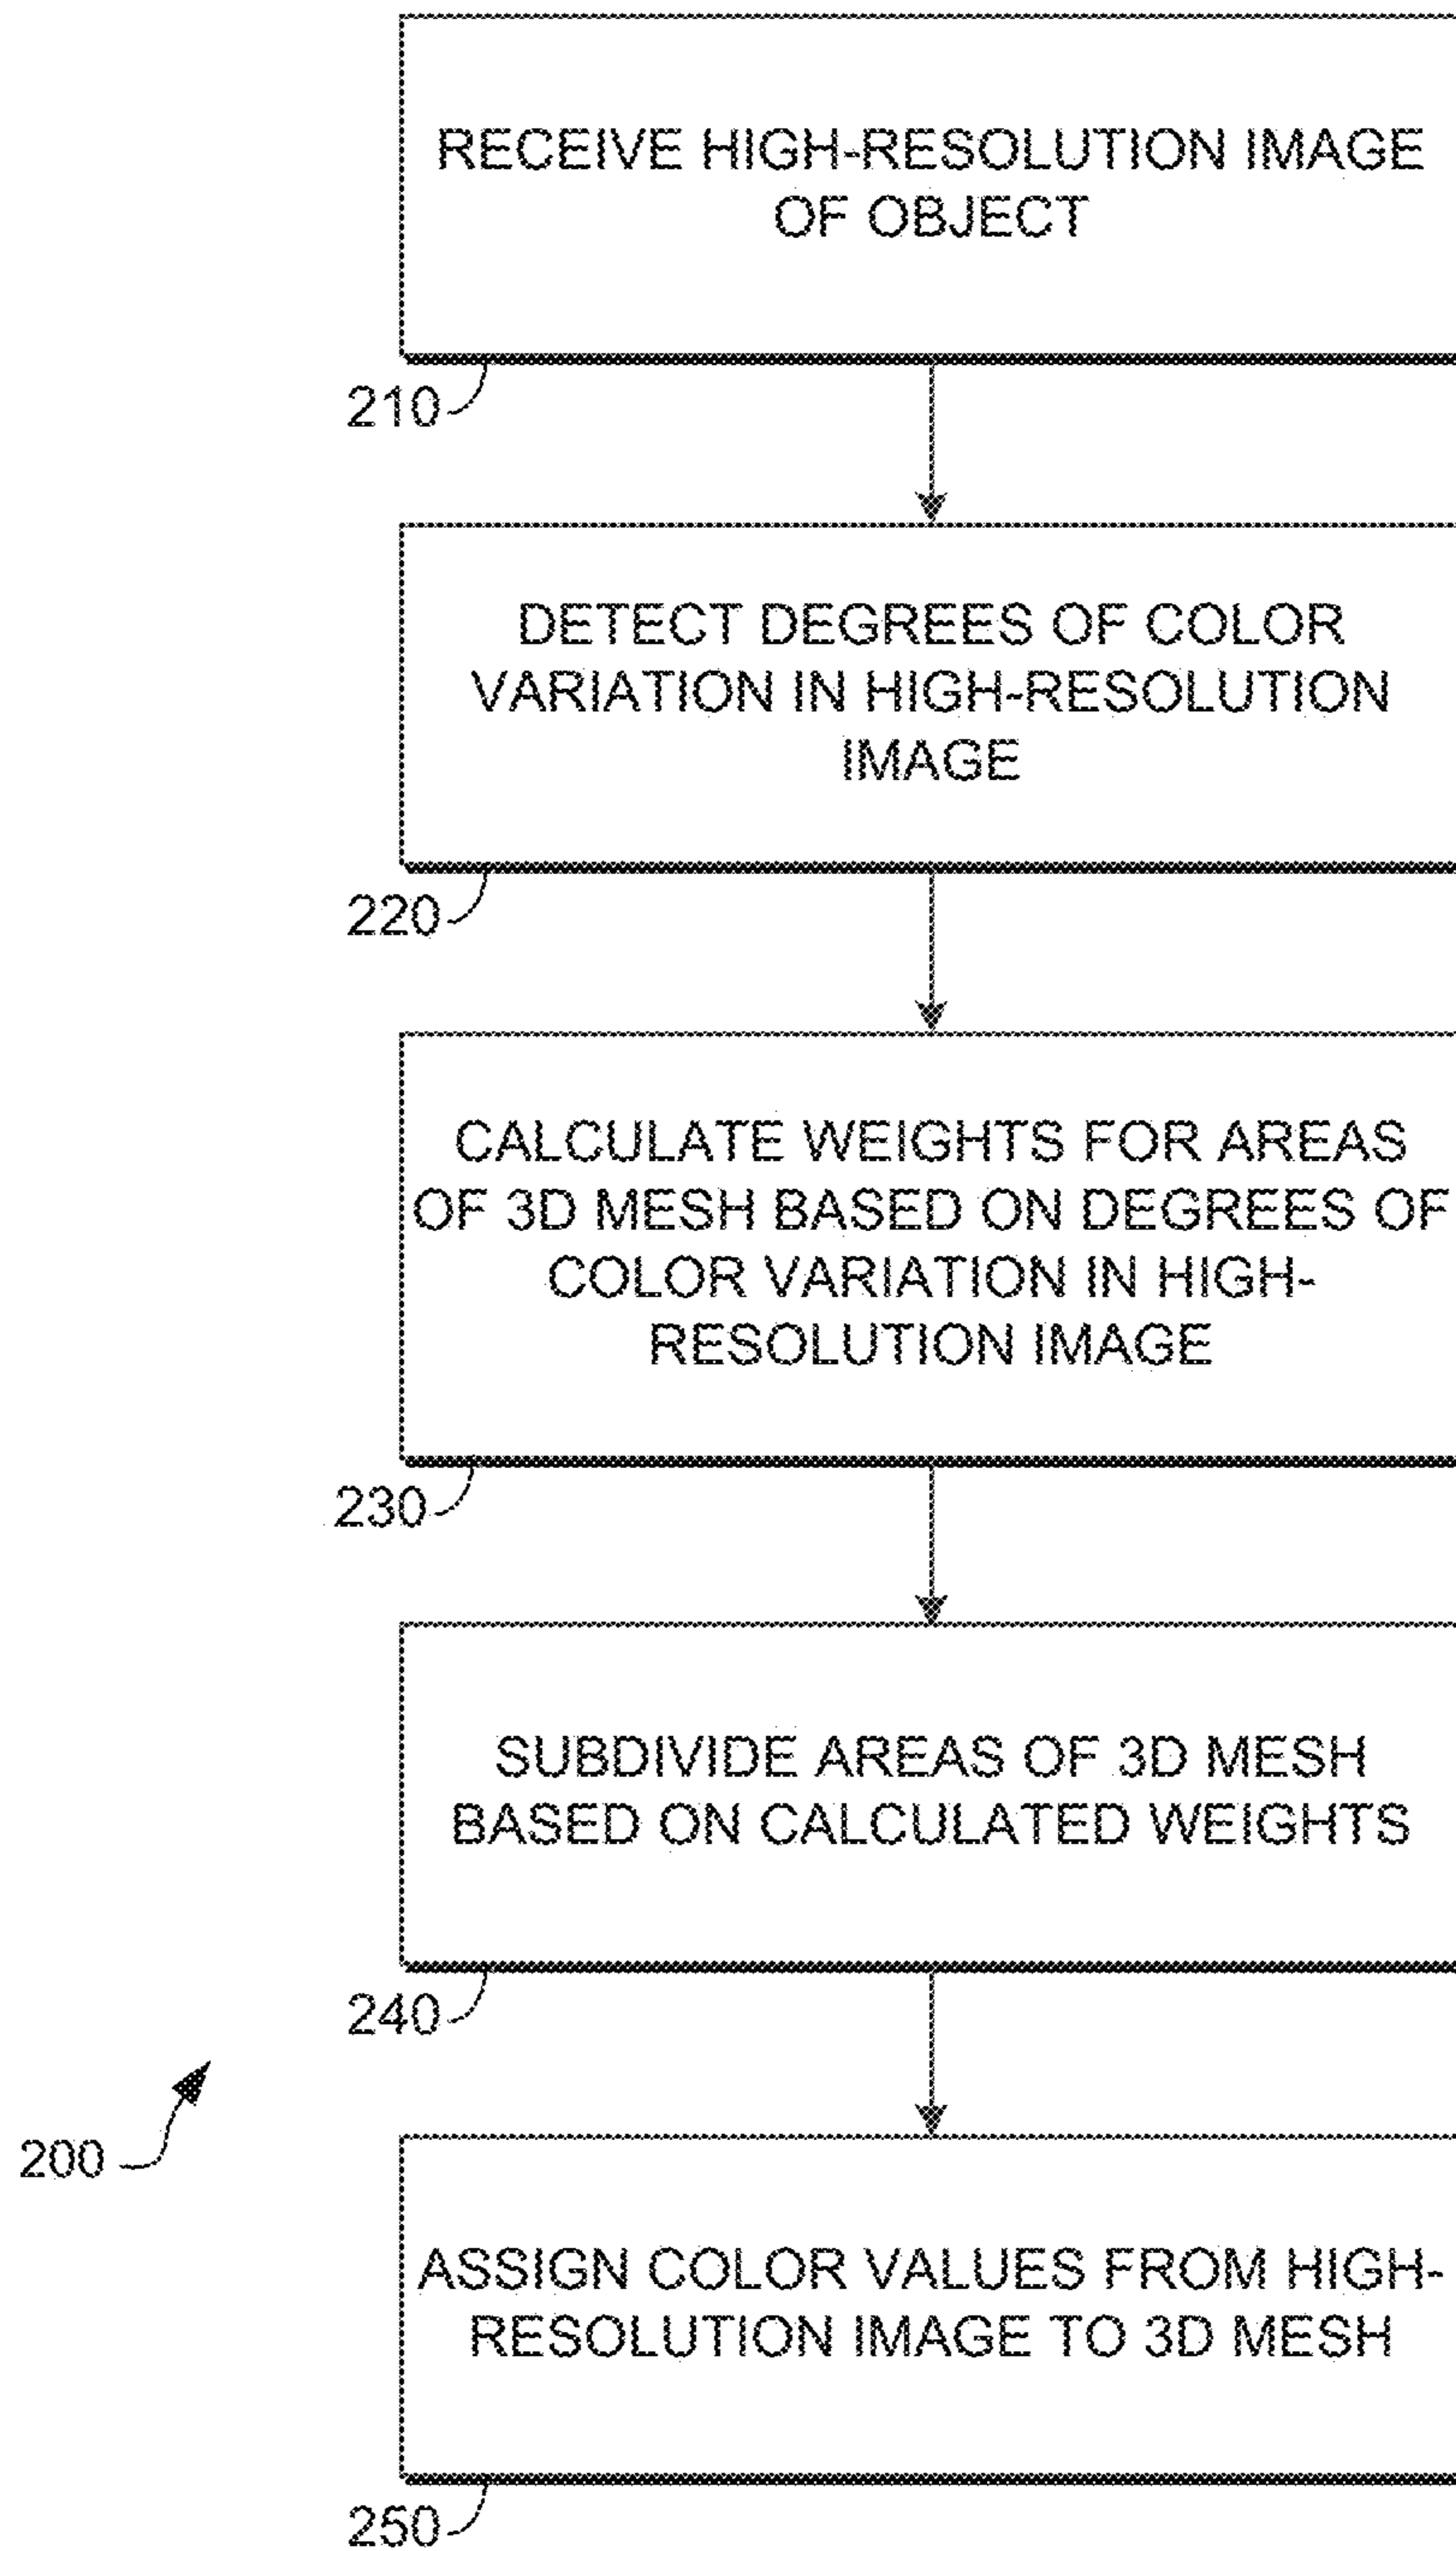 RECEIVE HIGH-RESOLUTION IMAGE
OF OBJECT
210
DETECT DEGREES OF COLOR
VARIATION IN HIGH-RESOLUTION
IMAGE
220
CALCULATE WEIGHTS FOR AREAS
OF 3D MESH BASED ON DEGREES OF
COLOR VARIATION IN HIGH-
RESOLUTION IMAGE
230
SUBDIVIDE AREAS OF 3D MESH
BASED ON CALCULATED WEIGHTS
240
200
ASSIGN COLOR VALUES FROM HIGH-
RESOLUTION IMAGE TO 3D MESH
250